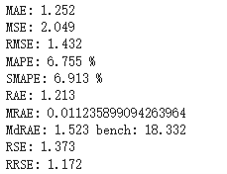 MAE: 1.252
MSE: 2.049
RMSE: 1.432
MAPE: 6.755 %
SMAPE: 6.913 %
RAE: 1.213
MRAE: 0.011235899094263964
MdRAE: 1.523 bench: 18.332
RSE: 1.373
RRSE: 1.172